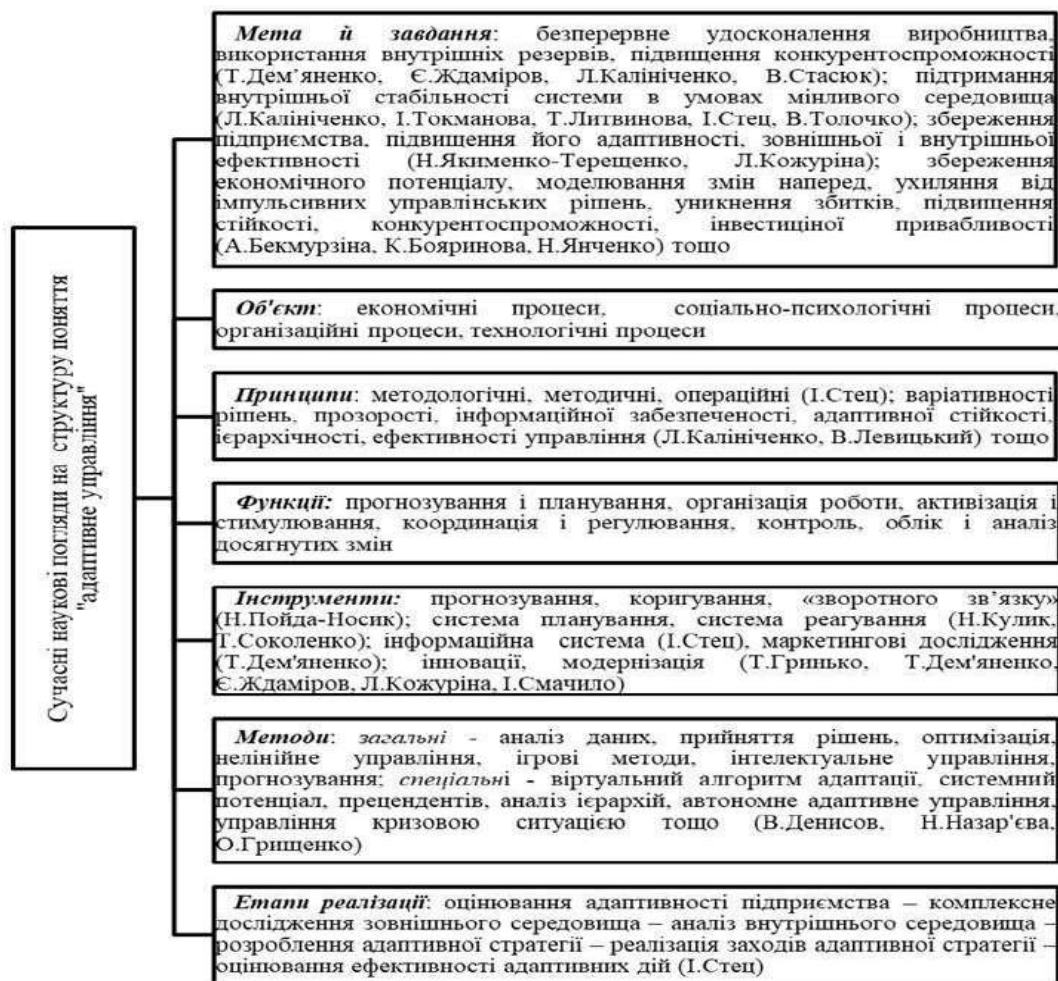 Сучасні наукові погляди на структуру поняття
"адаптивне управління"
Мета й завдання: безперервне удосконалення виробництва,
використання внутрішніх резервів, підвищення конкурентоспроможності
(Т.Дем’яненко, Є.Ждаміров, Л.Калініченко, В.Стасюк); підтримання
внутрішньої стабільності системи в умовах мінливого середовища
(Л.Калініченко, І.Токманова, Т.Литвинова, І.Стец, В.Толочко); збереження
підприємства, підвищення його адаптивності, зовнішньої і внутрішньої
ефективності (Н.Якименко-Терещенко, Л.Кожуріна); збереження
економічного потенціалу, моделювання змін наперед, ухиляння від
імпульсивних управлінських рішень, уникнення збитків, підвищення
стійкості, конкурентоспроможності, інвестиціної привабливості
(А.Бекмурзіна, К.Бояринова, Н.Янченко) тощо
Об'єкт: економічні процеси, соціально-психологічні процеси,
організаційні процеси, технологічні процеси
Принципи: методологічні, методичні, операційні (І.Стец); варіативності
рішень, прозорості, інформаційної забезпеченості, адаптивної стійкості,
ієрархічності, ефективності управління (Л.Калініченко, В.Левицький) тощо
Функції: прогнозування і планування, організація роботи, активізація і
стимулювання, координація і регулювання, контроль, облік і аналіз
досягнутих змін
Інструменти: прогнозування, коригування, «зворотного зв’язку»
(Н.Пойда-Носик); система планування, система реагування (Н.Кулик,
Т.Соколенко); інформаційна система (І.Стец), маркетингові дослідження
(Т.Дем'яненко); інновації, модернізація (Т.Гринько, Т.Дем'яненко,
Є.Ждаміров, Л.Кожуріна, І.Смачило)
Методи: загальні - аналіз даних, прийняття рішень, оптимізація,
нелінійне управління, ігрові методи, інтелектуальне управління,
прогнозування; спеціальні - віртуальний алгоритм адаптації, системний
потенціал, прецендентів, аналіз ієрархій, автономне адаптивне управління,
управління кризовою ситуацією тощо (В.Денисов, Н.Назар'єва,
О.Грищенко)
Етапи реалізації: оцінювання адаптивності підприємства – комплексне
дослідження зовнішнього середовища – аналіз внутрішнього середовища –
розроблення адаптивної стратегії – реалізація заходів адаптивної стратегії –
оцінювання ефективності адаптивних дій (І.Стец)